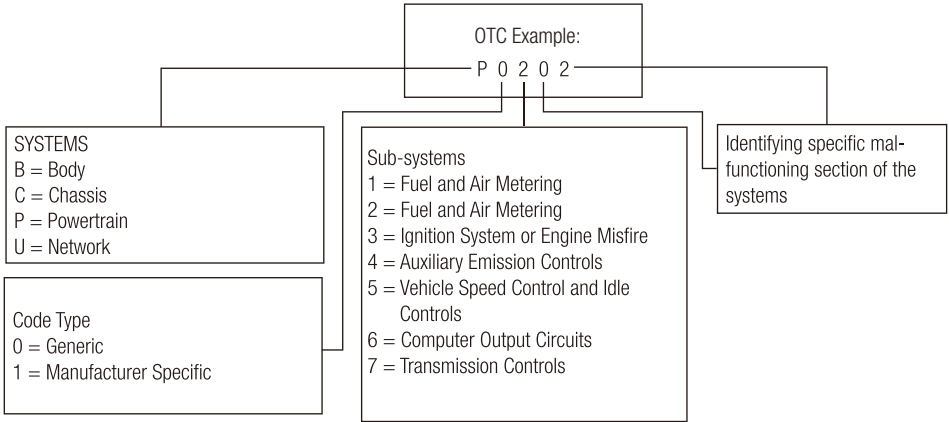 OTC Example:
P 0 2 0 2
SYSTEMS
B = Body
C = Chassis
P = Powertrain
U = Network
Code Type
0 = Generic
1 = Manufacturer Specific
Sub-systems
1 = Fuel and Air Metering
2 = Fuel and Air Metering
3 = Ignition System or Engine Misfire
4 = Auxiliary Emission Controls
5 = Vehicle Speed Control and Idle
Controls
6 = Computer Output Circuits
7 = Transmission Controls
Identifying specific mal-
functioning section of the
systems